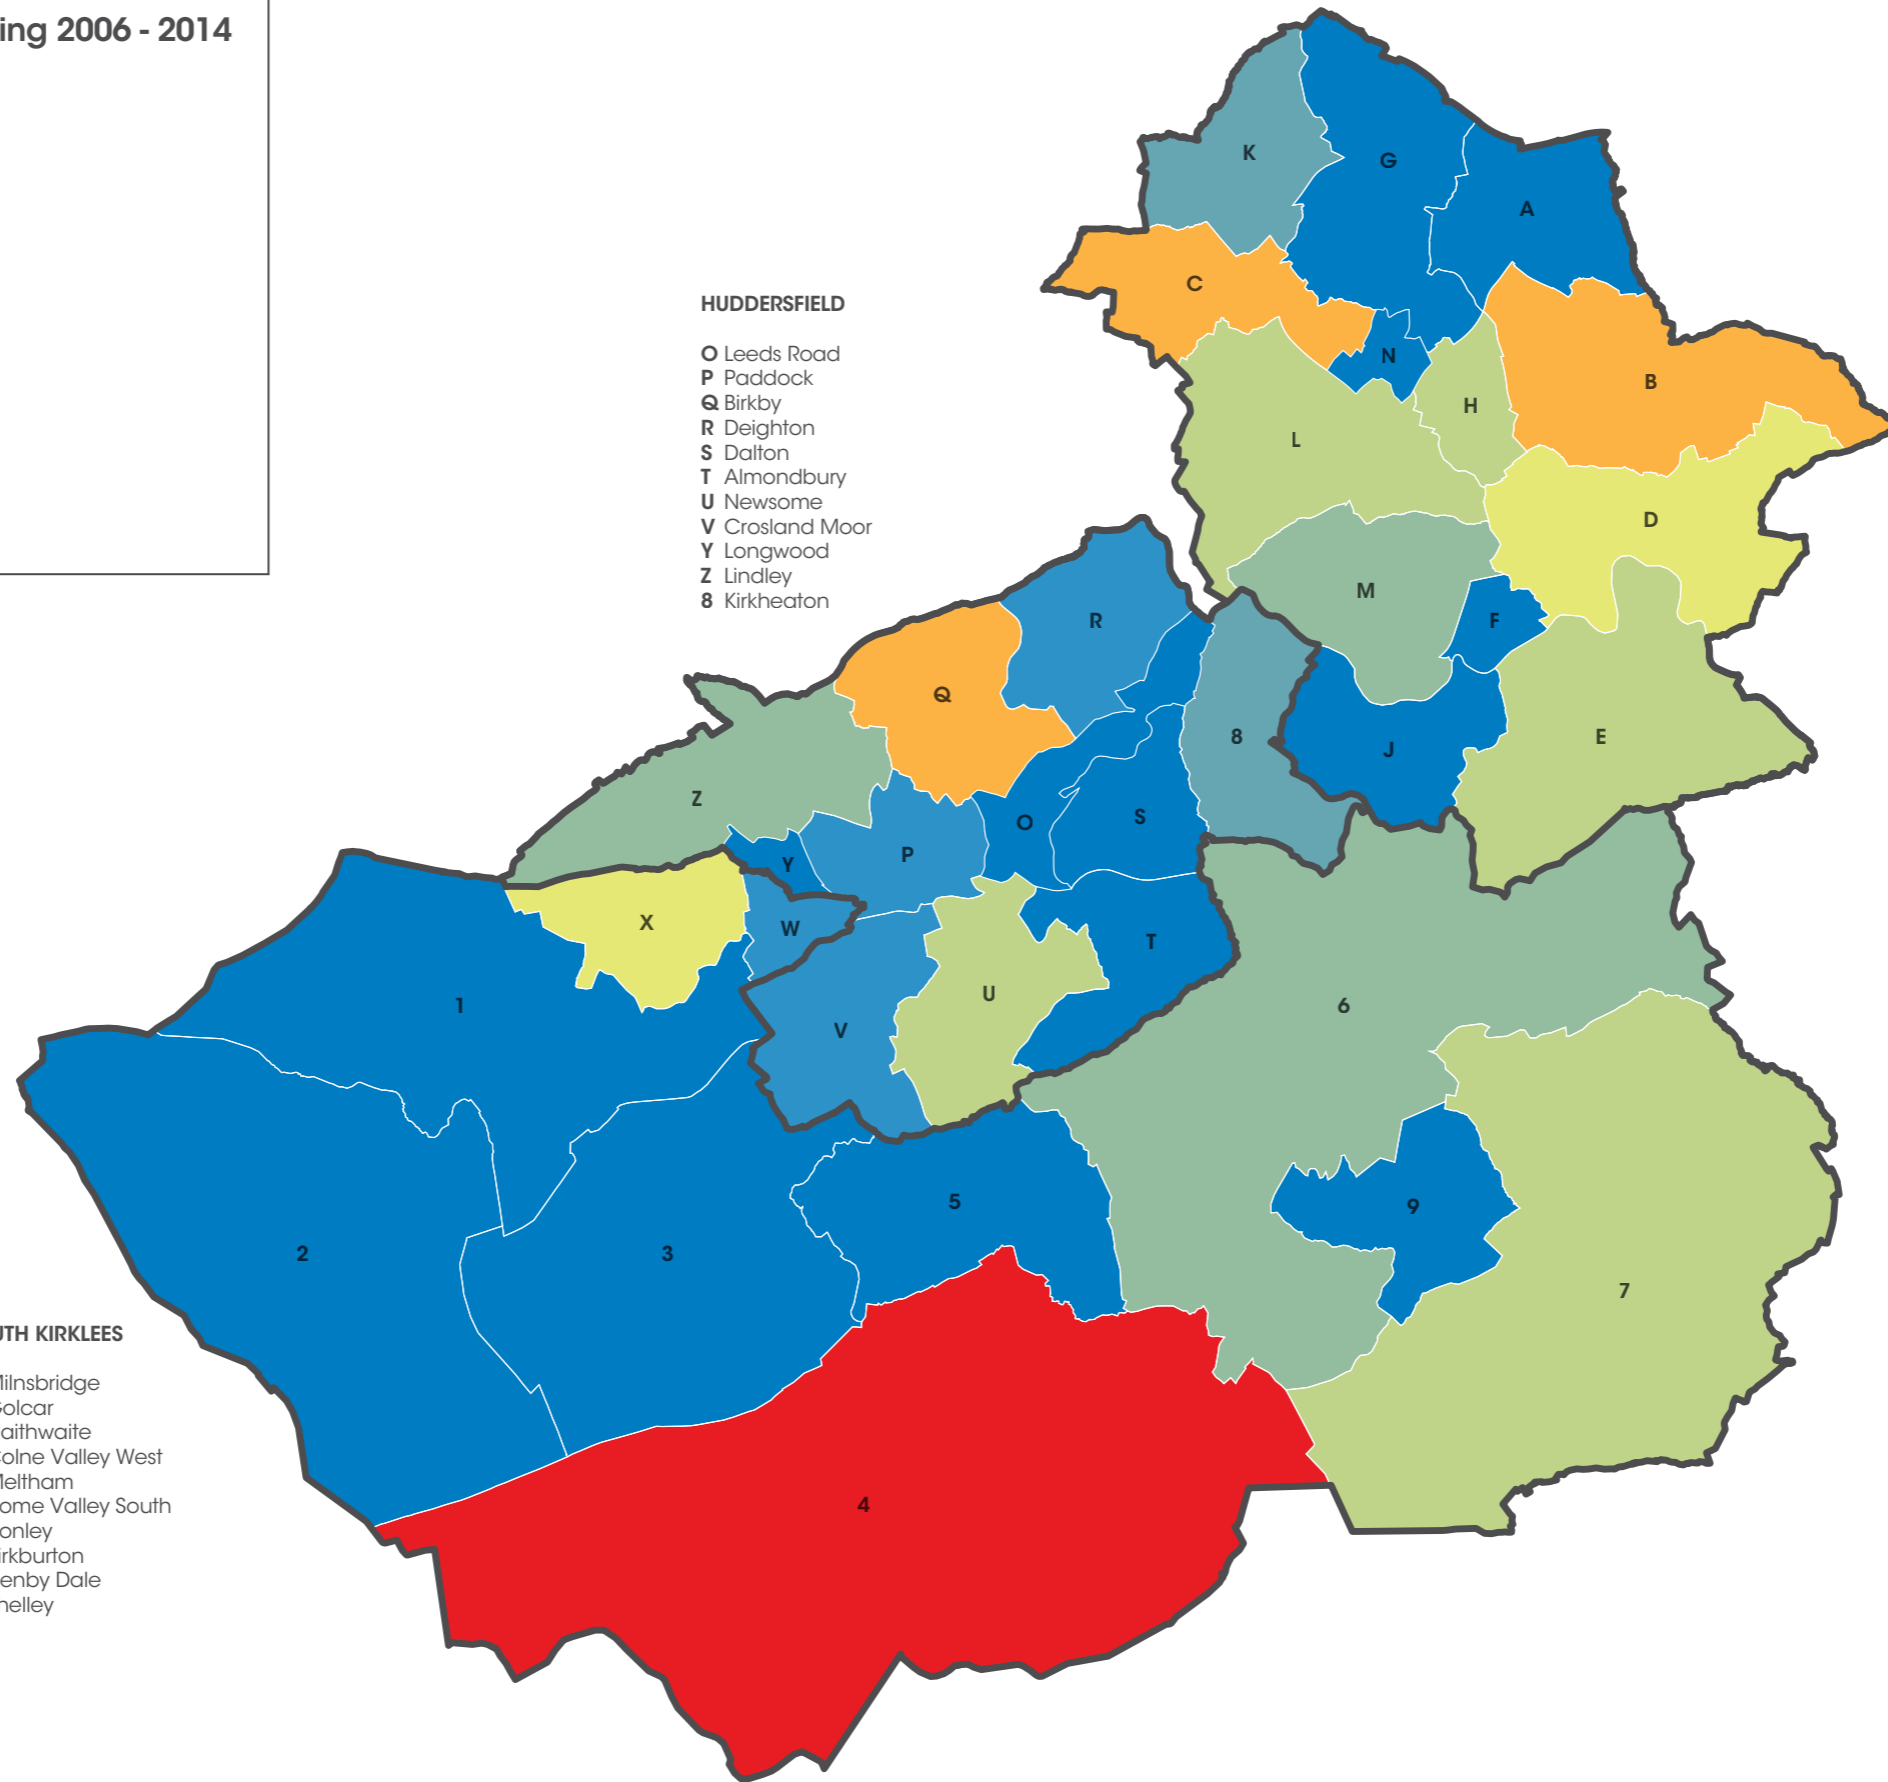 ing 2006 - 2014
HUDDERSFIELD
O Leeds Road
P Paddock
Q Birkby
R Deighton
S Dalton
T Almondbury
U Newsome
V Crosland Moor
Y Longwood
Z Lindley
8 Kirkheaton
UTH KIRKLEES
ilnsbridge
olcar
aithwaite
olne Valley West
eltham
ome Valley South
onley
irkburton
enby Dale
helley
K
G
A
C
N
B
H
L
D
M
F
R
Q
8
J
E
Z
S
O
P
Y
X
W
T
U
6
1
V
5
9
2
3
7
4